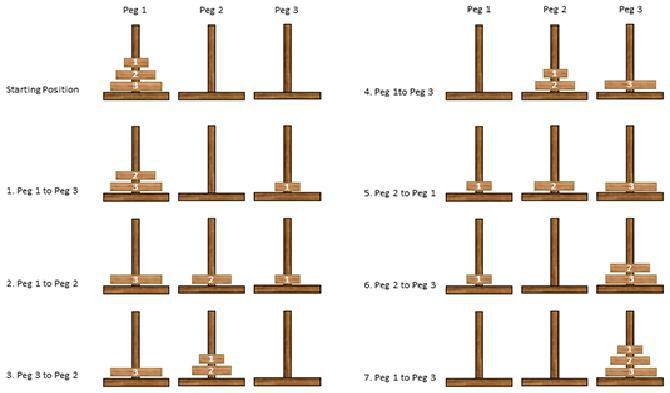 Peg 1 Peg 2 Peg 3
1
2
3
Starting Position
2
3 1
1. Peg 1 to Peg 3
3 2 1
2. Peg 1 to Peg 2
1
3 2
3. Peg 3 to Peg 2
Peg 1 Peg 2 Peg 3
1
2 3
4. Peg 1to Peg 3
1 2 3
5. Peg 2 to Peg 1
2
1 3
6. Peg 2 to Peg 3
1
2
3
7. Peg 1 to Peg 3